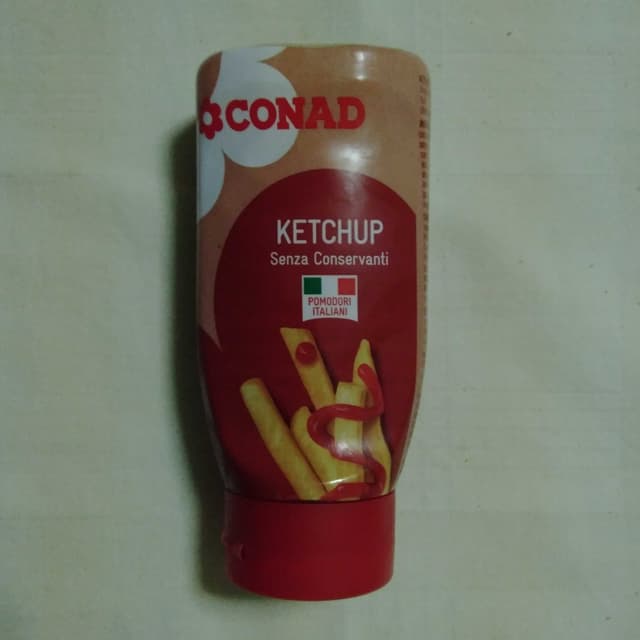 CONAD
KETCHUP
Senza Conservanti
POMODORI
ITALIANI